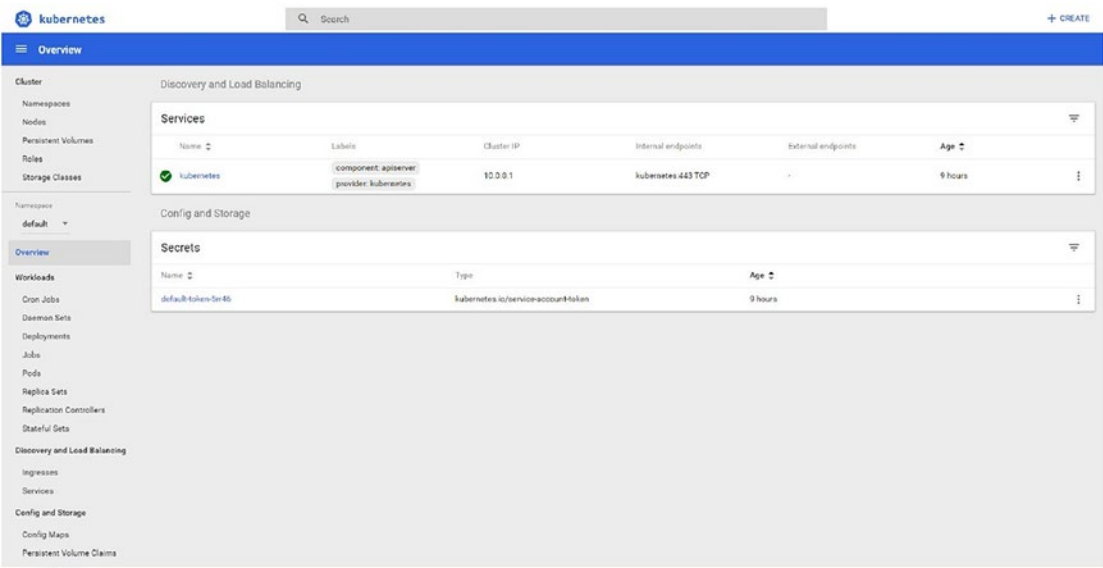 kubernetes
Search
+ CREATE
Overview
Cluster
Namespaces
Nodes
Persistent Volumes
Roles
Storage Classes
Namespace
default
Overview
Workloads
Cron Jobs
Daemon Sets
Deployments
Jobs
Pods
Replica Sets
Replication Controllers
Stateful Sets
Discovery and Load Balancing
Ingresses
Services
Config and Storage
Config Maps
Persistent Volume Claims
Discovery and Load Balancing
Services
Name Labels Cluster IP Internal endpoints External endpoints Age
kubernetes component: apiserver 10.0.0.1 kubernetes:443 TCP - 9 hours
provider: kubernetes
Config and Storage
Secrets
Name Type Age
kubernetes.io/service-account-token 9 hours